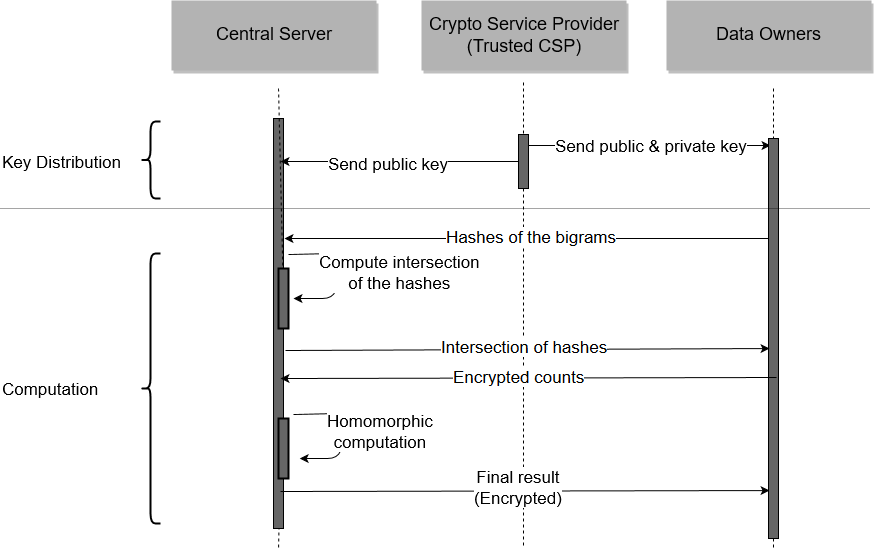 Central Server
Crypto Service Provider
(Trusted CSP)
Data Owners
Key Distribution
Send public & private key
Send public key
Hashes of the bigrams
Compute intersection
of the hashes
Intersection of hashes
Encrypted counts
Computation
Homomorphic
computation
Final result
(Encrypted)